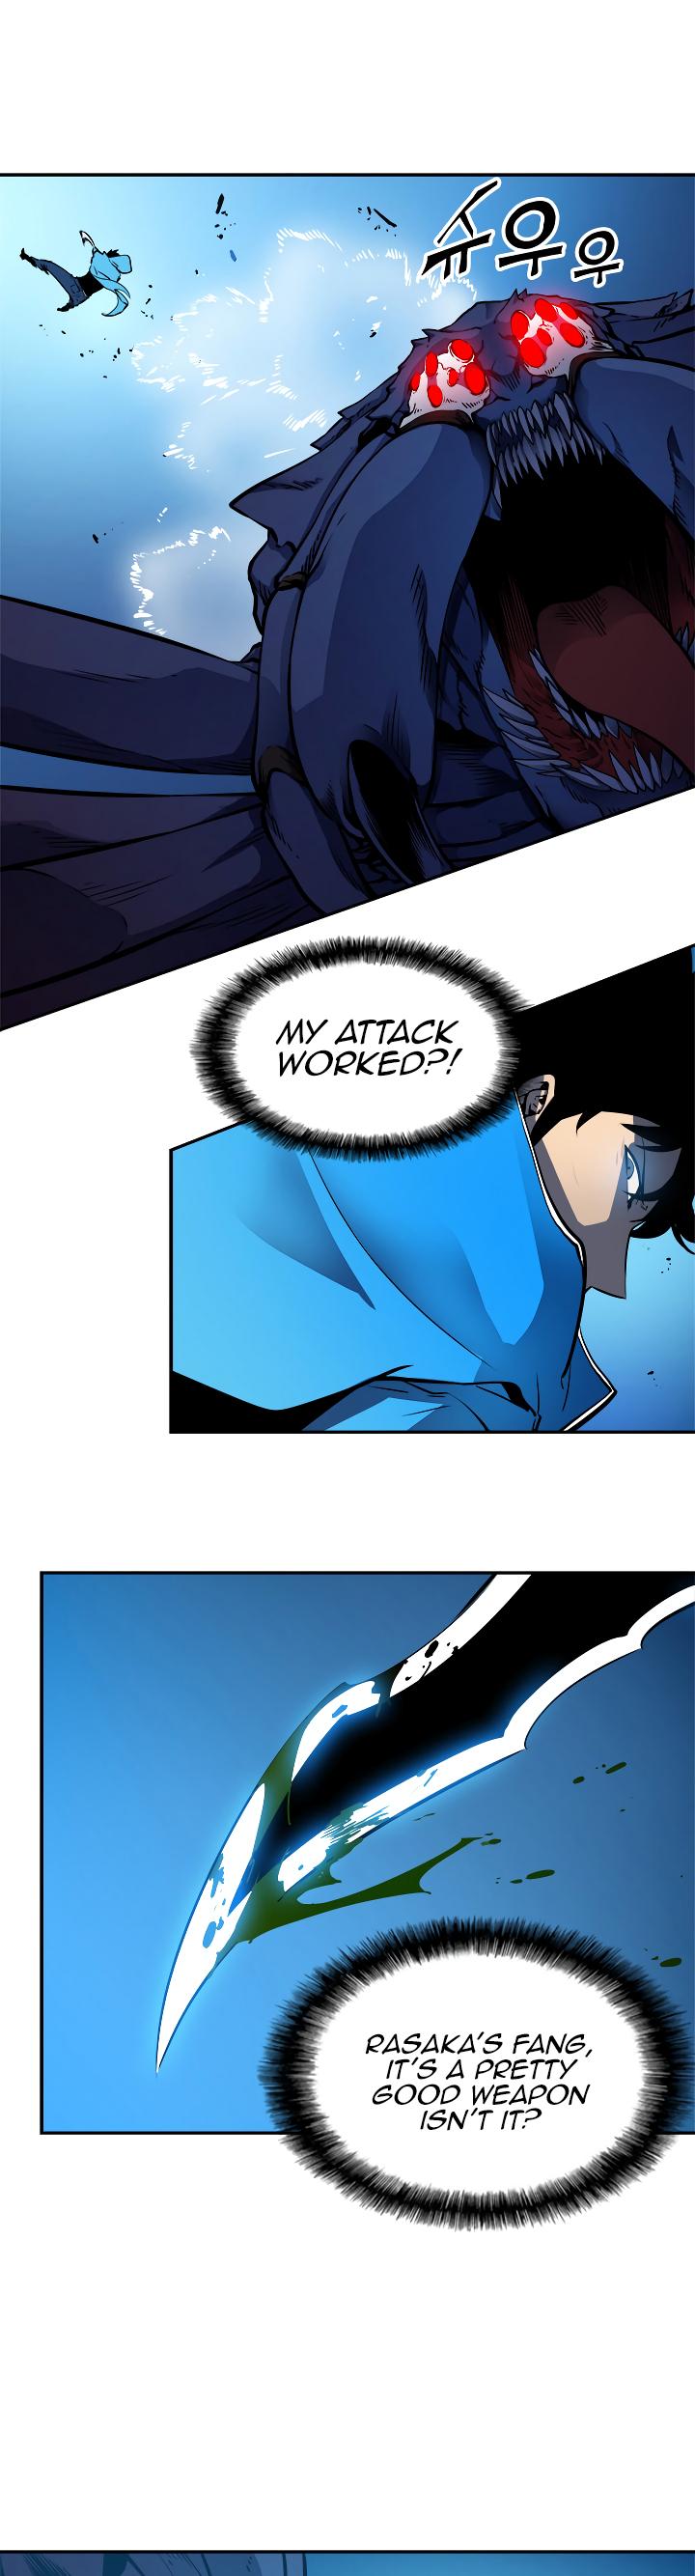 슈우우
MY ATTACK
WORKED?!
RASAKA'S FANG,
IT'S A PRETTY
GOOD WEAPON
ISN'T IT?